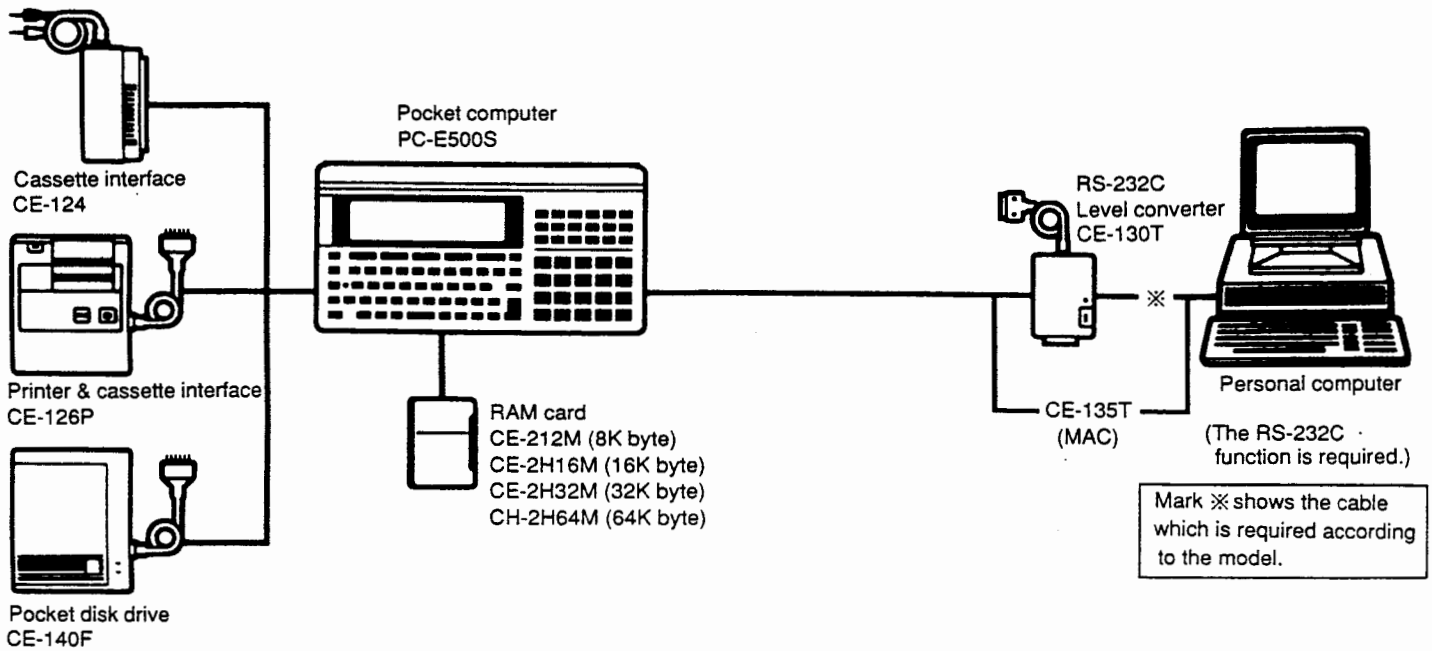 Cassette interface
CE-124
Printer & cassette interface
CE-126P
Pocket disk drive
CE-140F
Pocket computer
PC-E500S
RAM card
CE-212M (8K byte)
CE-2H16M (16K byte)
CE-2H32M (32K byte)
CH-2H64M (64K byte)
RS-232C
Level converter
CE-130T
※
CE-135T
(MAC)
Personal computer
(The RS-232C
function is required.)
Mark ※ shows the cable
which is required according
to the model.